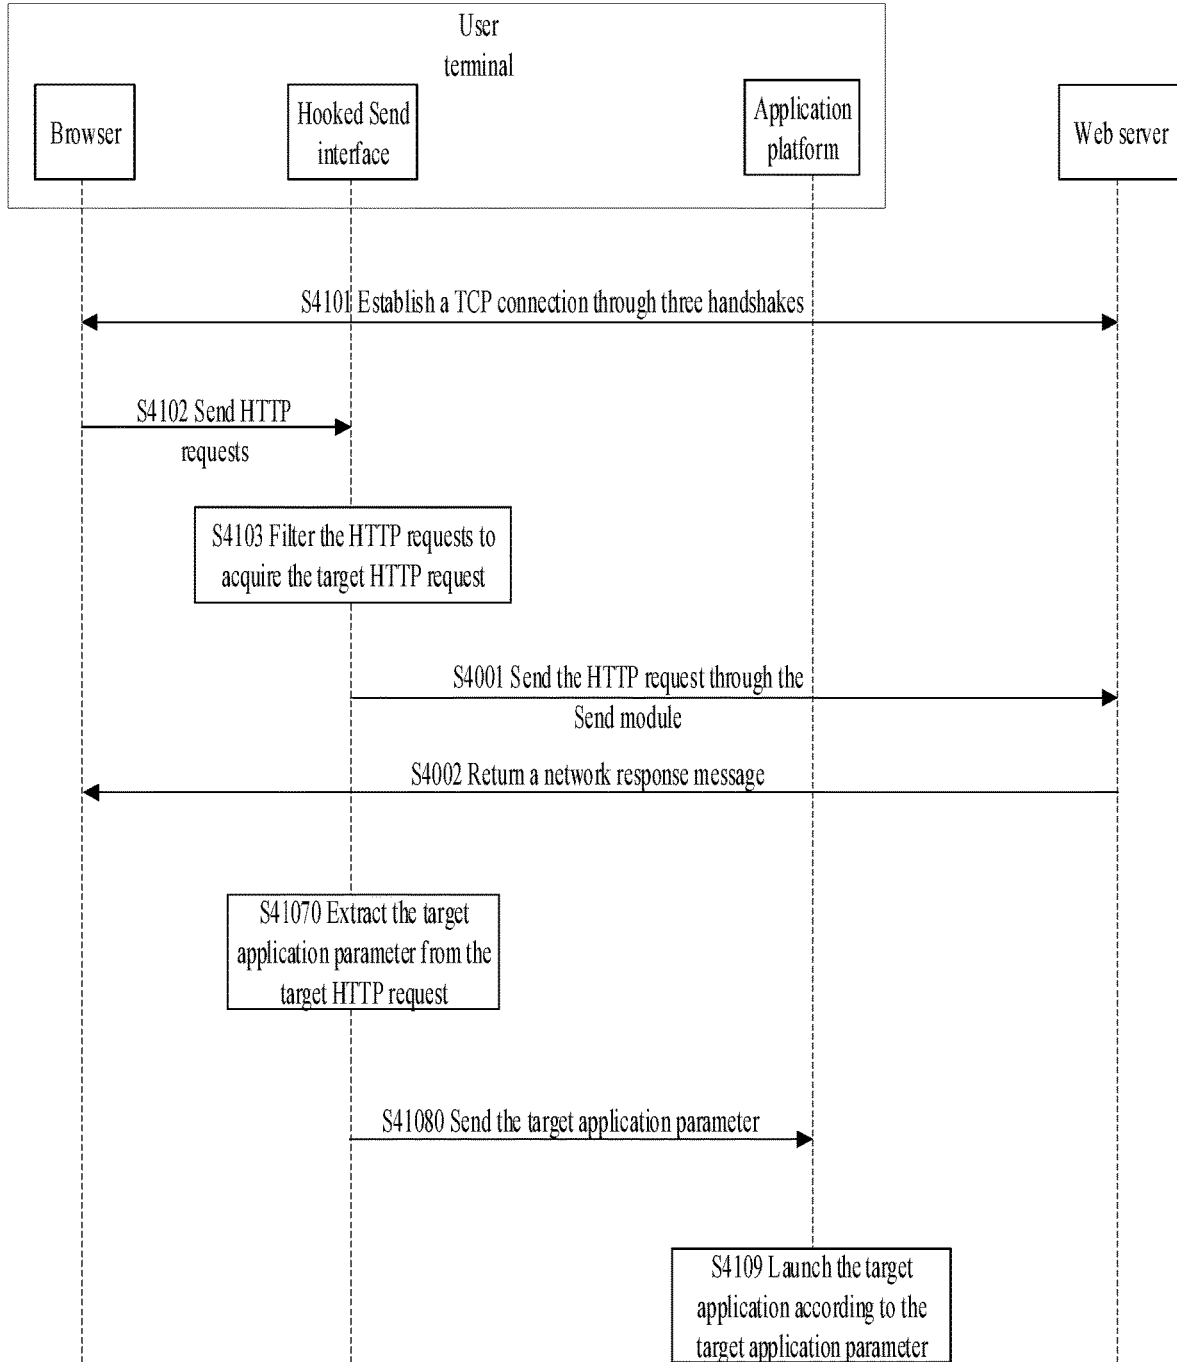 User
terminal
Browser
Hooked Send
interface
Application
platform
Web server
S4101 Establish a TCP connection through three handshakes
S4102 Send HTTP
requests
S4103 Filter the HTTP requests to
acquire the target HTTP request
S4001 Send the HTTP request through the
Send module
S4002 Return a network response message
S41070 Extract the target
application parameter from the
target HTTP request
S41080 Send the target application parameter
S4109 Launch the target
application according to the
target application parameter